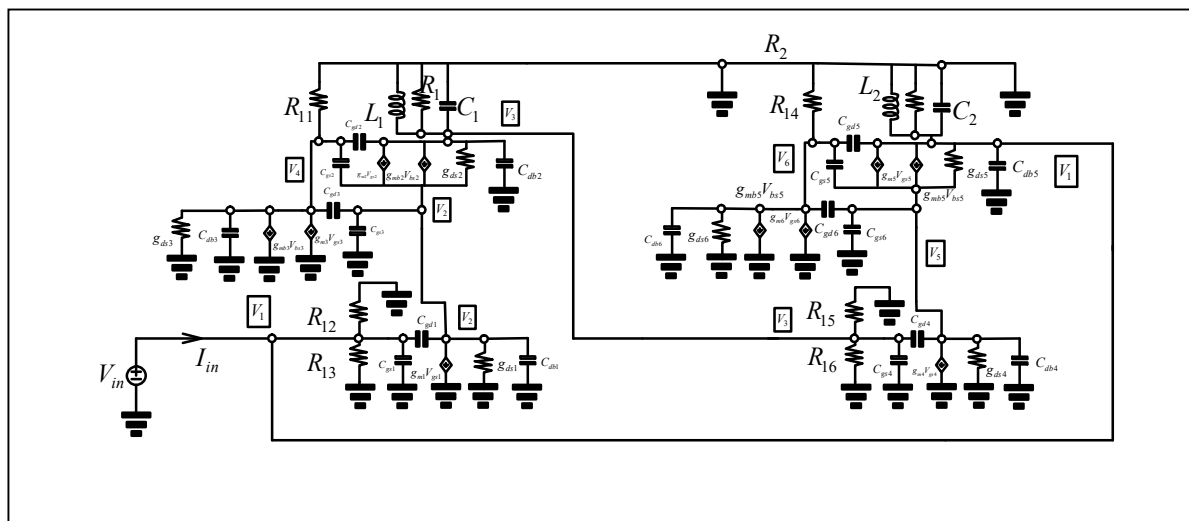 R2
R11
L1
R1
C1
V3
R14
L2
C2
Cgd2
Cgd5
V4
Cgs2
gm2Vgs2
gmb2Vbs2
gds2
Cdb2
V6
Cgs5
gm5Vgs5
gds5
Cdb5
V1
Cgd3
V2
gmb5Vbs5
gmb5Vbs5
gds3
Cdb3
gmb3Vbs3
gm3Vgs3
Cgs3
Cdb6
gds6
gm6Vgs6
Cgd6
Cgs6
V5
V1
R12
Cgd1
V2
V3
R15
Cgd4
Iin
R13
Cgs1
gm1Vgs1
gds1
Cdb1
R16
Cgs4
gm4Vgs4
gds4
Cdb4
Vin